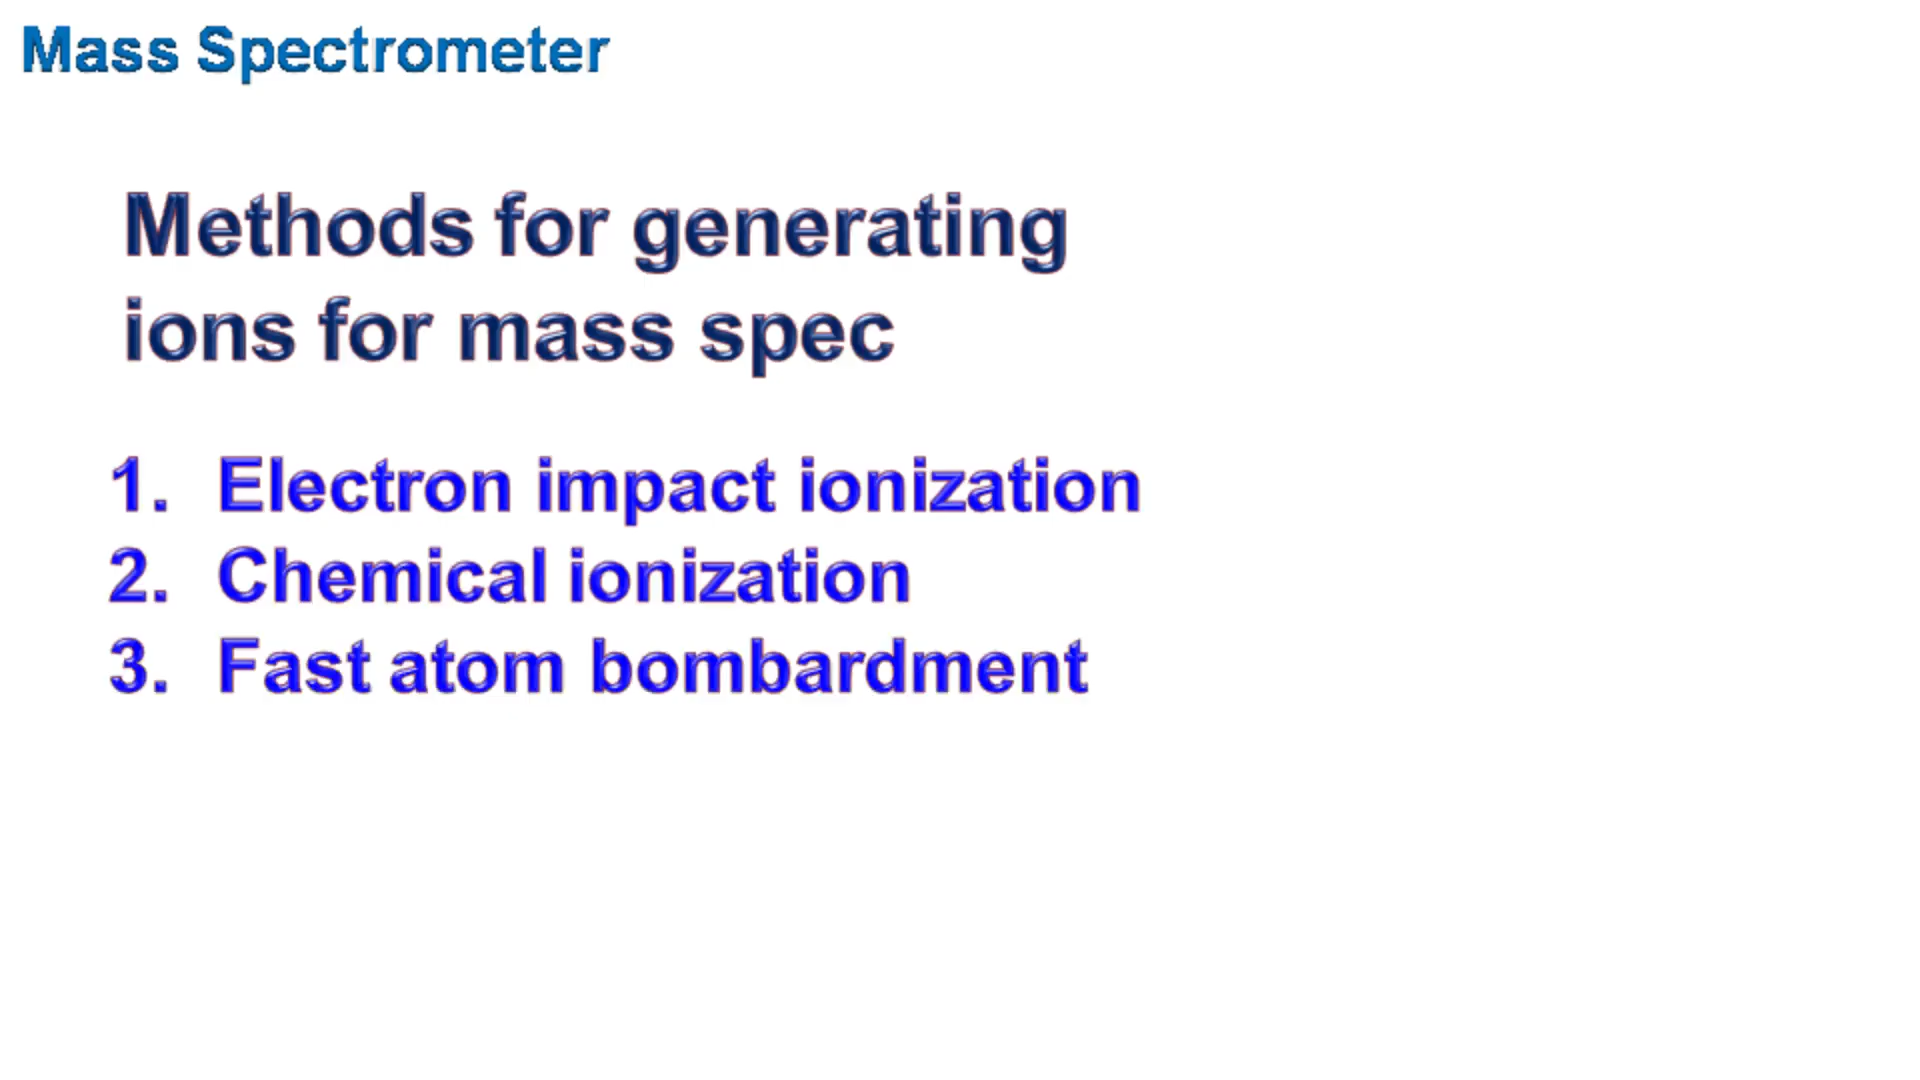 Mass Spectrometer
Methods for generating
ions for mass spec
1. Electron impact ionization
2. Chemical ionization
3. Fast atom bombardment